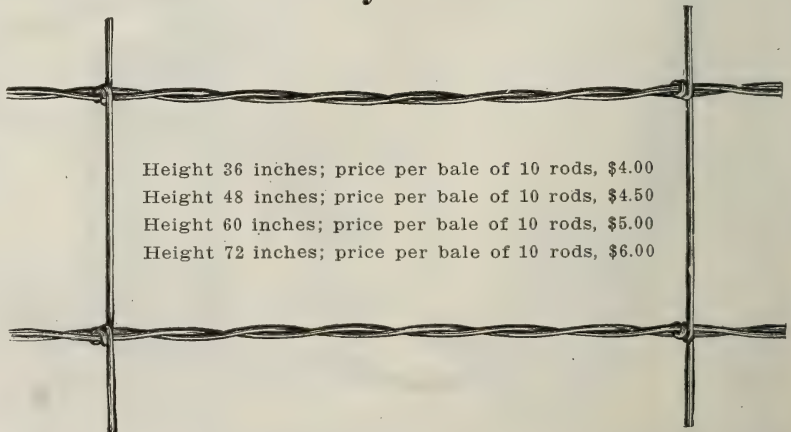 Height 36 inches; price per bale of 10 rods, $4.00
Height 48 inches; price per bale of 10 rods, $4.50
Height 60 inches; price per bale of 10 rods, $5.00
Height 72 inches; price per bale of 10 rods, $6.00